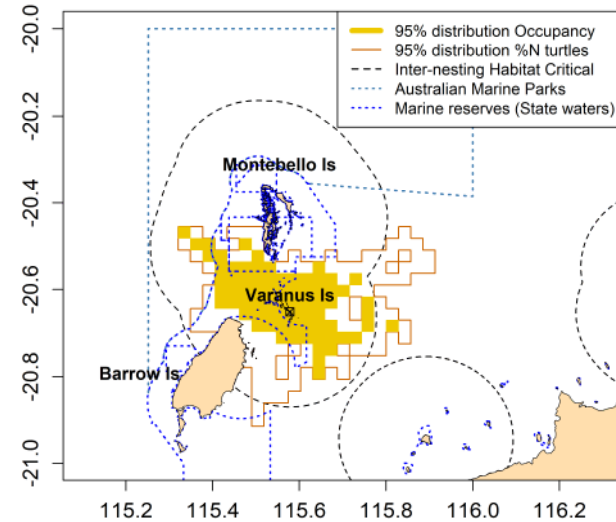 95% distribution Occupancy
95% distribution %N turtles
Inter-nesting Habitat Critical
Australian Marine Parks
Marine reserves (State waters)
Montebello Is
Varanus Is
Barrow Is
-20.0
-20.2
-20.4
-20.6
-20.8
-21.0
115.2 115.4 115.6 115.8 116.0 116.2